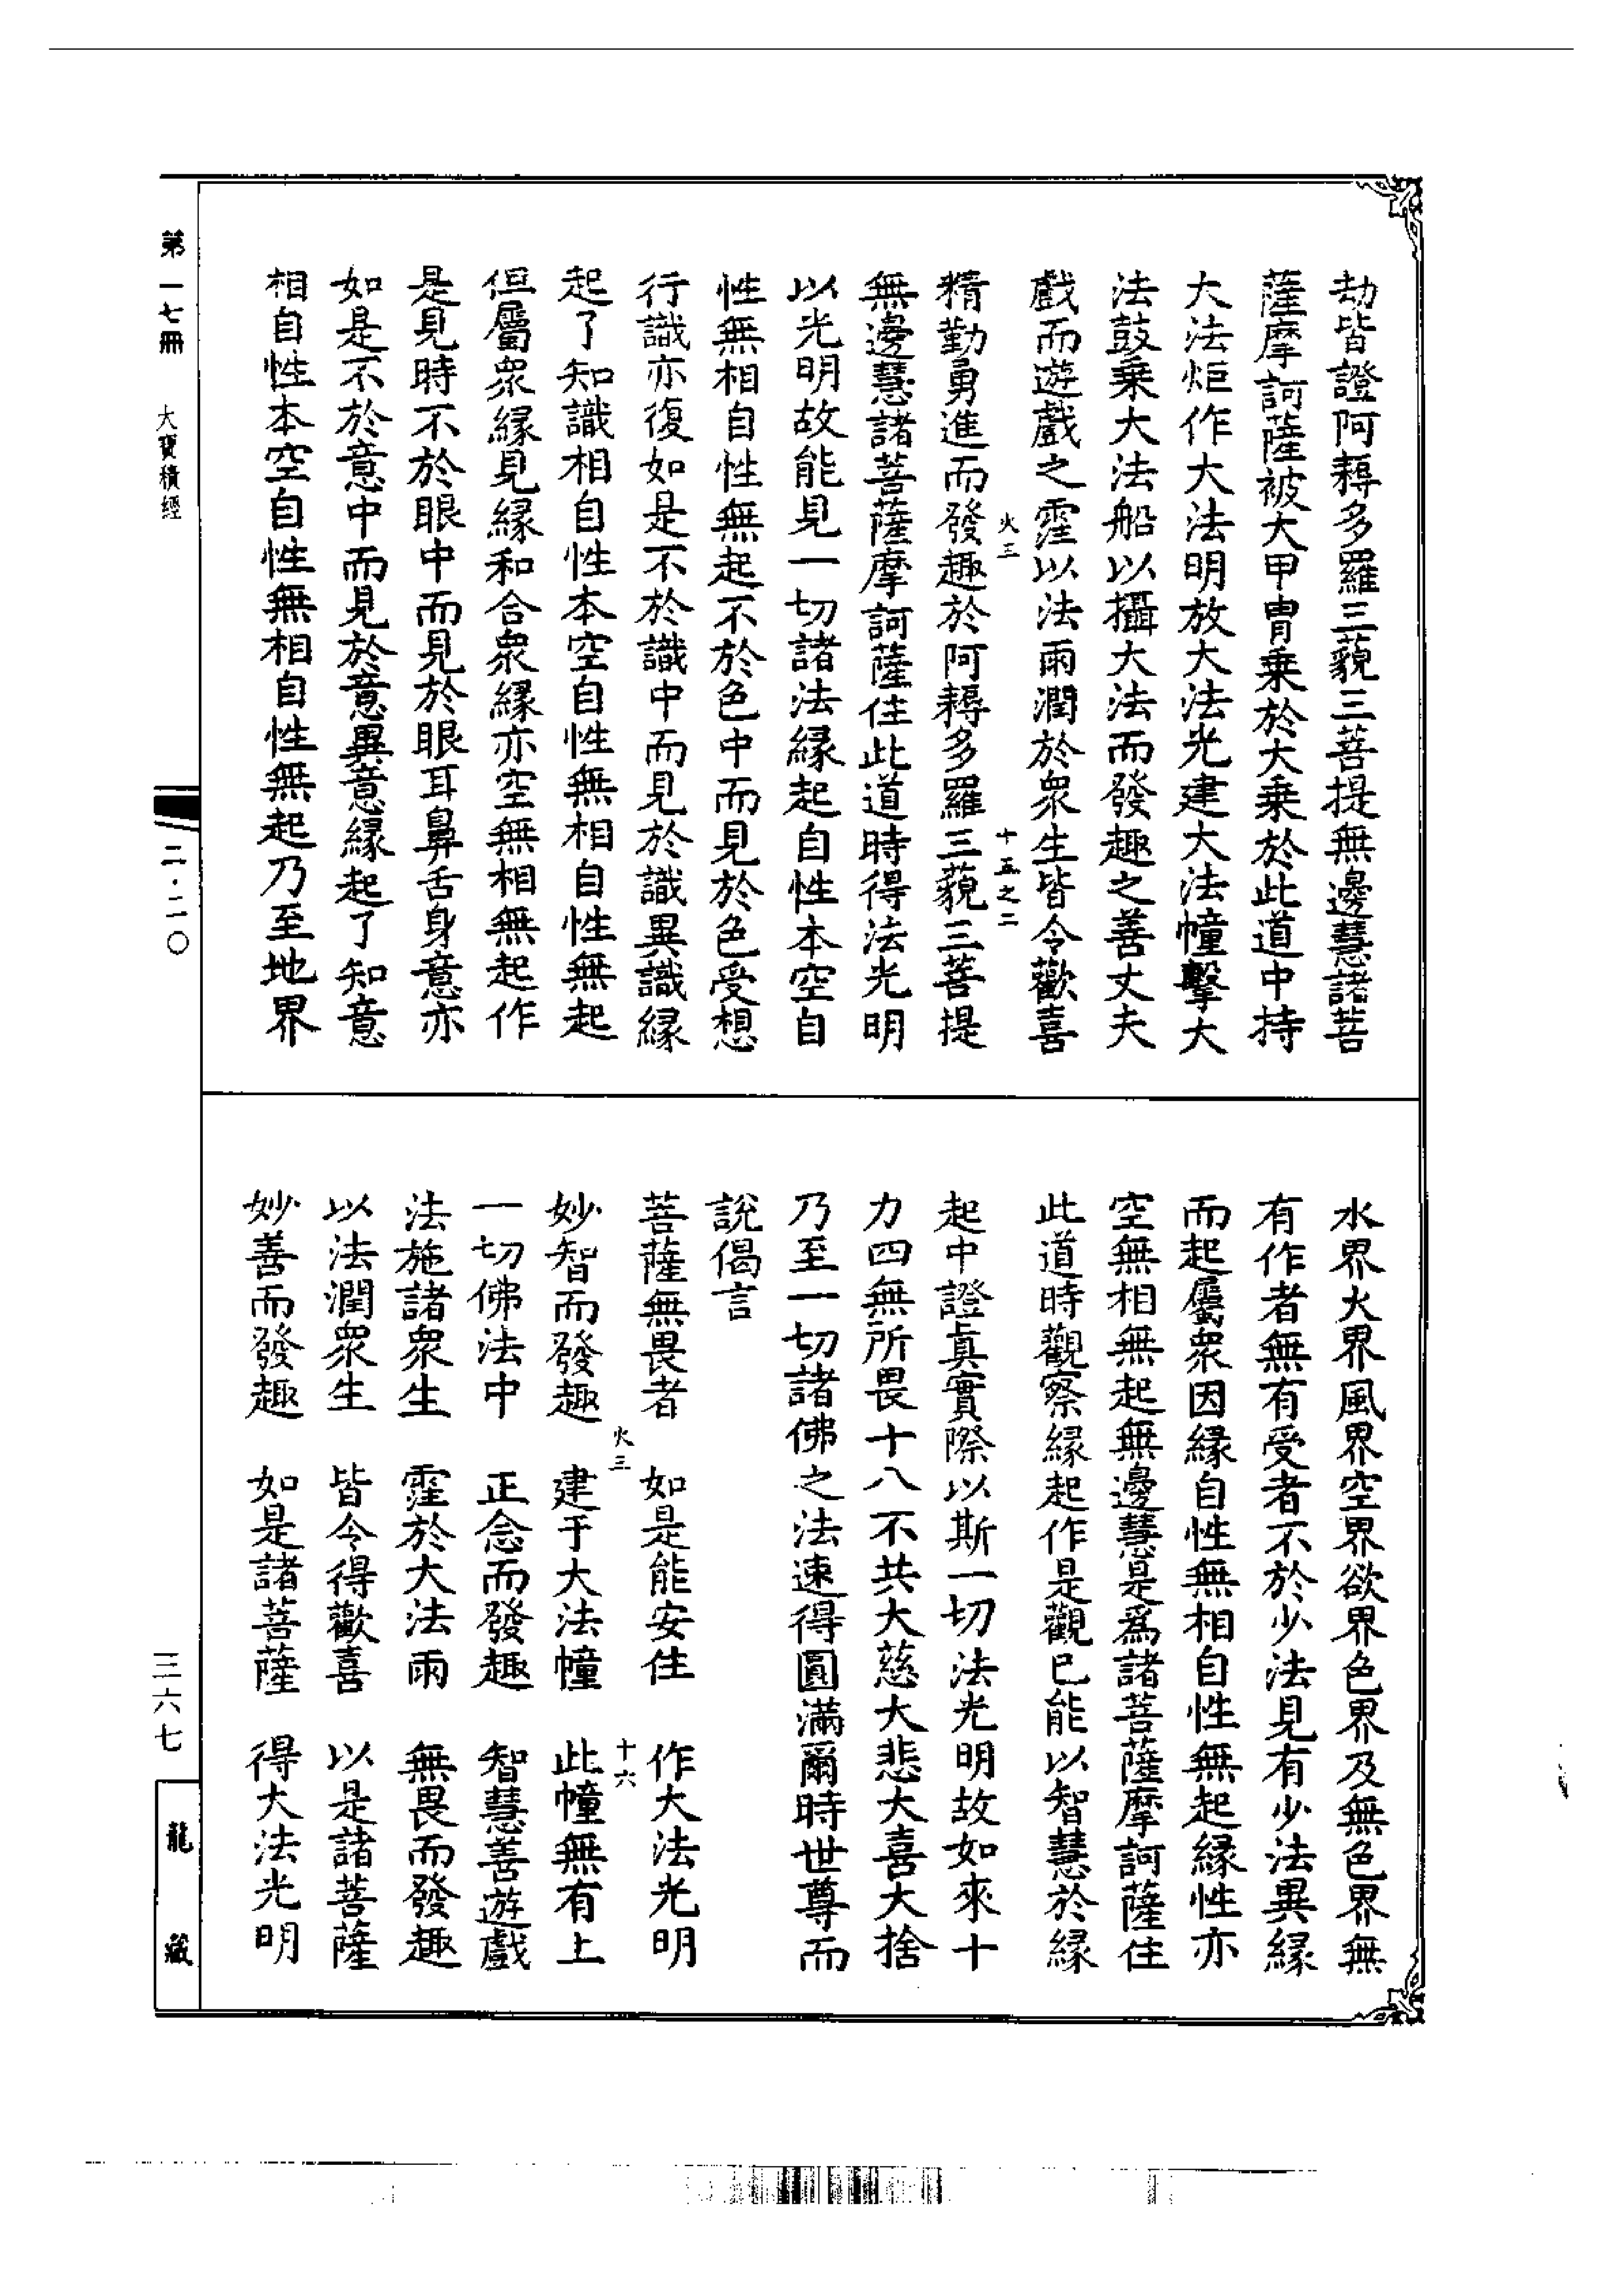 劫皆證阿耨多羅三藐三菩提無邊慧諸菩
薩摩訶薩被大甲冑乗於大乗於此道中持
大法炬作大法明放大法光建大法幢擊大
法鼓乗大法船以攝大法而發趣之善丈夫
戲而遊戲之霔以法雨潤於衆生皆令歡喜
火三
十五之二
精勤勇進而發趣於阿耨多羅三藐三菩提
無邊慧諸菩薩摩訶薩住此道時得法光明
以光明故能見一切諸法緣起自性本空自
性無相自性無起不於色中而見於色受想
行識亦復如是不於識中而見於識異識緣
起了知識相自性本空自性無相自性無起
但屬衆緣見緣和合衆緣亦空無相無起作
是見時不於眼中而見於眼耳鼻舌身意亦
如是不於意中而見於意異意緣起了知意
相自性本空自性無相自性無起乃至地界
水界火界風界空界欲界色界及無色界無
有作者無有受者不於少法見有少法異緣
而起屬衆因緣自性無相自性無起緣性亦
空無相無起無邊慧是爲諸菩薩摩訶薩住
此道時觀察緣起作是觀已能以智慧於緣
起中證眞實際以斯一切法光明故如來十
力四無所畏十八不共大慈大悲大喜大捨
乃至一切諸佛之法速得圓滿爾時世尊而
說偈言
菩薩無畏者　如是能安住　作大法光明
火三
十六
妙智而發趣　建于大法幢　此幢無有上
一切佛法中　正念而發趣　智慧善遊戲
法施諸衆生　霔於大法雨　無畏而發趣
以法潤衆生　皆令得歡喜　以是諸菩薩
妙善而發趣　如是諸菩薩　得大法光明
第一七冊　大寶積經
二·二〇
三六七
龍藏